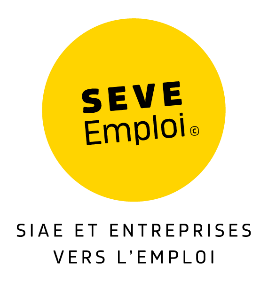 SEVE
Emploi©
SIAE ET ENTREPRISES
VERS L'EMPLOI